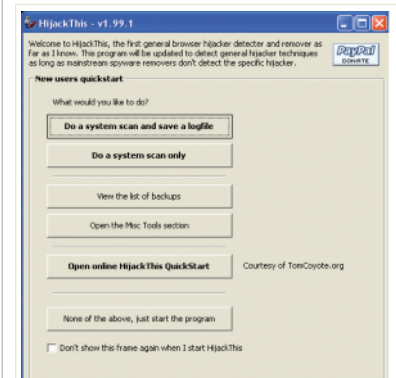 HijackThis - v1.99.1
Welcome to HijackThis, the first general browser hijacker detecter and remover as
far as I know. This program will be updated to detect general hijacker techniques
as long as mainstream spyware removers don't detect the specific hijacker.
PayPal
DONATE
New users quickstart
What would you like to do?
Do a system scan and save a logfile
Do a system scan only
View the list of backups
Open the Misc Tools section
Open online HijackThis QuickStart
Courtesy of TomCoyote.org
None of the above, just start the program
Don't show this frame again when I start HijackThis